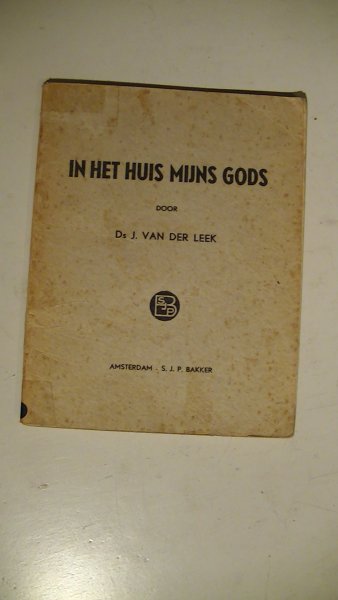 IN HET HUIS MIJNS GODS
DOOR
Ds J. VAN DER LEEK
AMSTERDAM - S. J. P. BAKKER